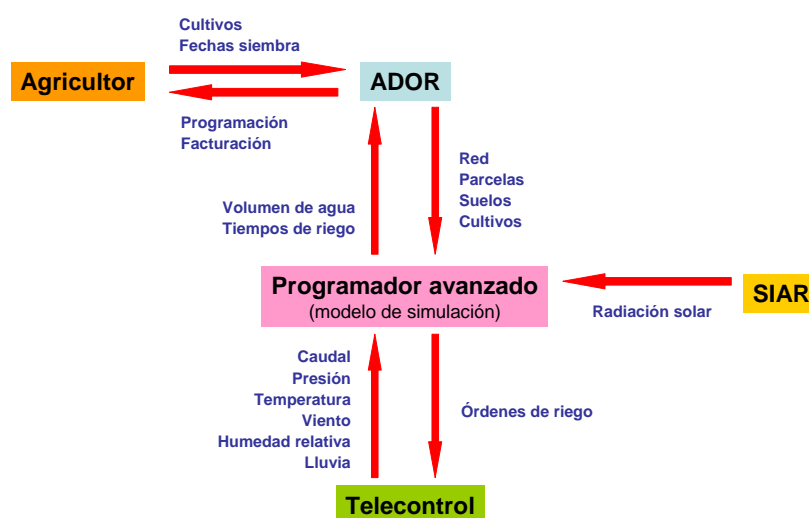 Cultivos
Fechas siembra
Agricultor
ADOR
Programación
Facturación
Red
Parcelas
Suelos
Cultivos
Volumen de agua
Tiempos de riego
Programador avanzado
(modelo de simulación)
SIAR
Radiación solar
Caudal
Presión
Temperatura
Viento
Humedad relativa
Lluvia
Órdenes de riego
Telecontrol